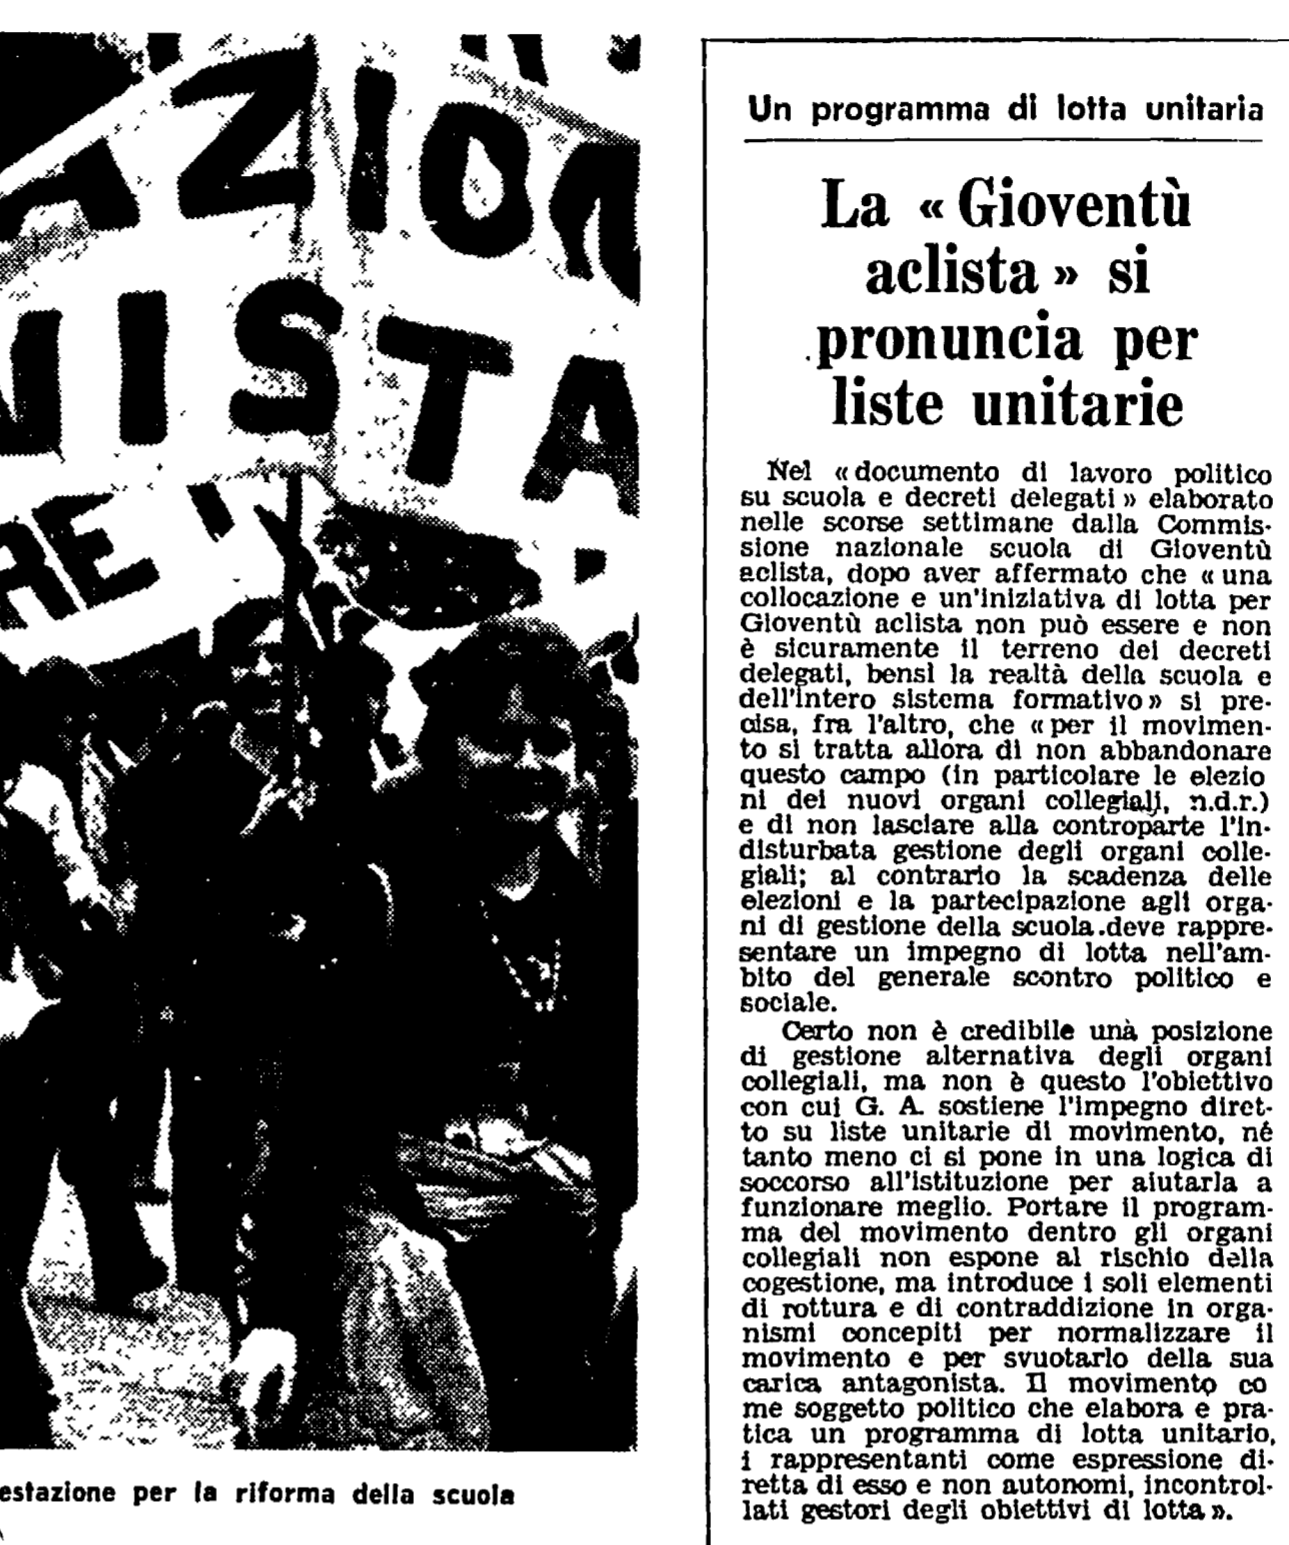 ZION
NISTA
RE
estazione per la riforma della scuola
Un programma di lotta unitaria
La « Gioventù
aclista » si
pronuncia per
liste unitarie
Nel « documento di lavoro politico
su scuola e decreti delegati » elaborato
nelle scorse settimane dalla Commis-
sione nazionale scuola di Gioventù
aclista, dopo aver affermato che « una
collocazione e un'iniziativa di lotta per
Gioventù aclista non può essere e non
è sicuramente il terreno dei decreti
delegati, bensì la realtà della scuola e
dell'intero sistema formativo » si pre-
cisa, fra l'altro, che « per il movimen-
to si tratta allora di non abbandonare
questo campo (in particolare le elezio
ni dei nuovi organi collegiali, n.d.r.)
e di non lasciare alla controparte l'in-
disturbata gestione degli organi colle-
giali; al contrario la scadenza delle
elezioni e la partecipazione agli orga-
ni di gestione della scuola deve rappre-
sentare un impegno di lotta nell'am-
bito del generale scontro politico e
sociale.
Certo non è credibile una posizione
di gestione alternativa degli organi
collegiali, ma non è questo l'obiettivo
con cui G. A. sostiene l'impegno diret-
to su liste unitarie di movimento, né
tanto meno ci si pone in una logica di
soccorso all'istituzione per aiutarla a
funzionare meglio. Portare il program-
ma del movimento dentro gli organi
collegiali non espone al rischio della
cogestione, ma introduce i soli elementi
di rottura e di contraddizione in orga-
nismi concepiti per normalizzare il
movimento e per svuotarlo della sua
carica antagonista. Il movimento co
me soggetto politico che elabora e pra-
tica un programma di lotta unitario,
i rappresentanti come espressione di-
retta di esso e non autonomi, incontrol-
lati gestori degli obiettivi di lotta ».